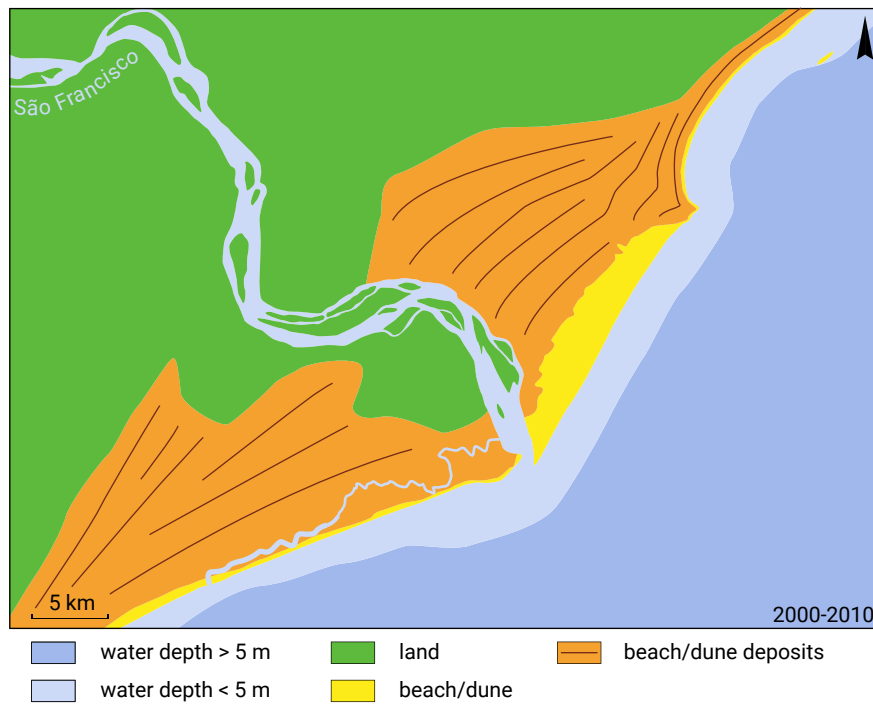 São Francisco
5 km
2000-2010
water depth > 5 m
land
beach/dune deposits
water depth < 5 m
beach/dune